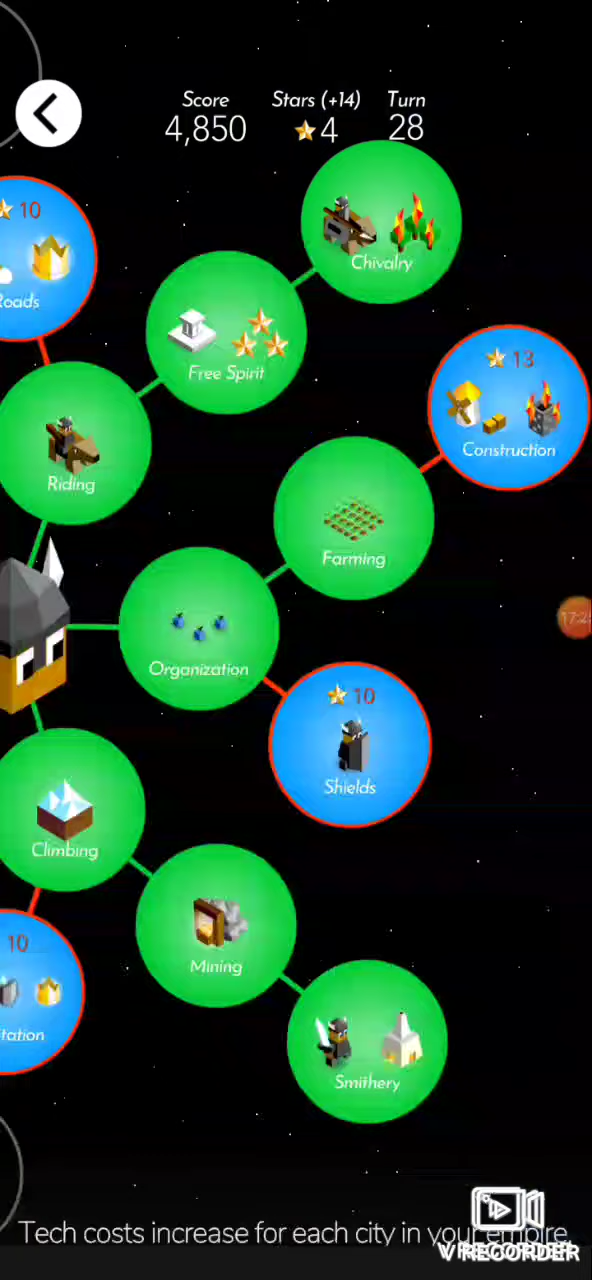 Score
Stars (+14)
Turn
4,850
4
28
10
Roads
Chivalry
Free Spirit
13
Construction
Riding
Farming
Organization
10
Shields
Climbing
10
tation
Mining
Smithery
Tech costs increase for each city in your empire.
V RECORDER